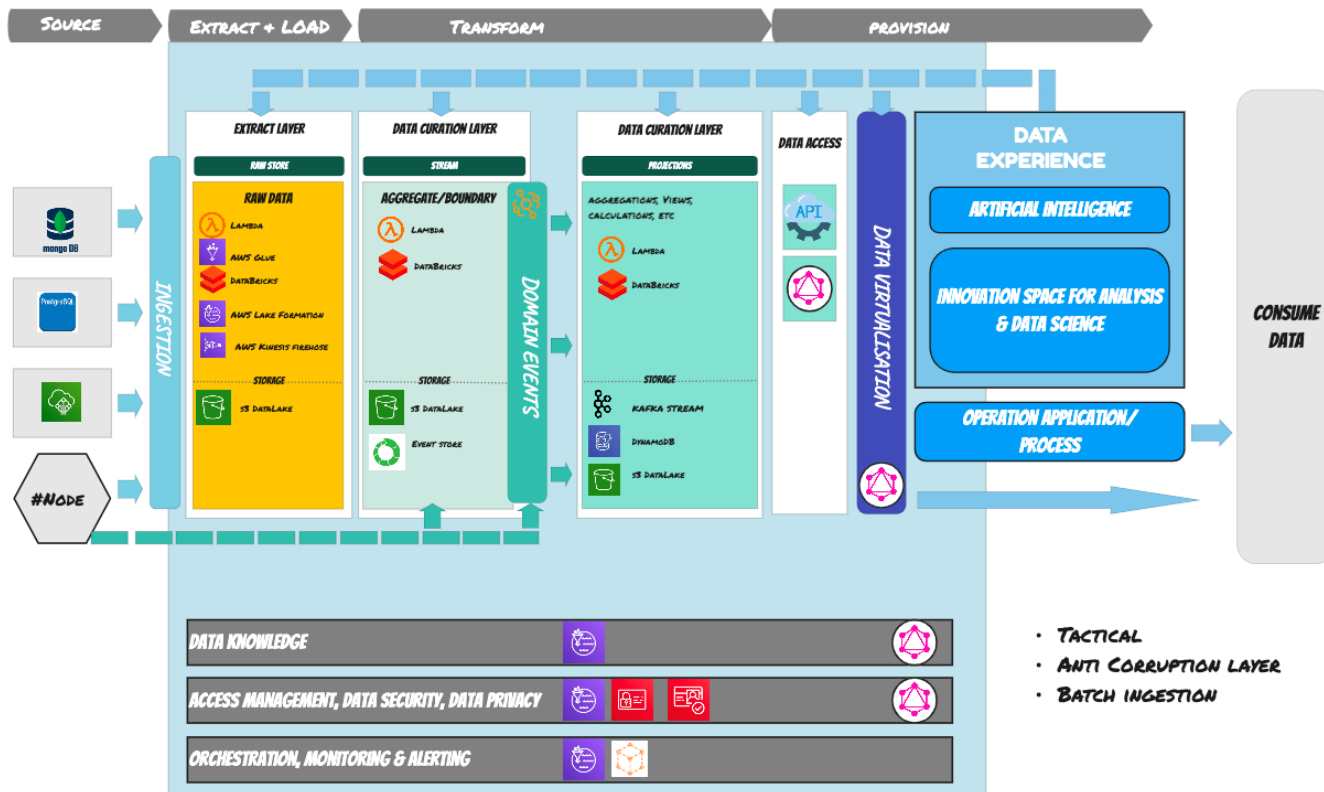 SOURCE
EXTRACT & LOAD
TRANSFORM
PROVISION
EXTRACT LAYER
RAW STORE
RAW DATA
LAMBDA
AWS GLUE
DATABRICKS
AWS LAKE FORMATION
AWS KINESIS FIREHOSE
STORAGE
S3 DATALAKE
DATA CURATION LAYER
STREAM
AGGREGATE/BOUNDARY
LAMBDA
DATABRICKS
STORAGE
S3 DATALAKE
EVENT STORE
DATA CURATION LAYER
PROJECTIONS
AGGREGATIONS, VIEWS,
CALCULATIONS, ETC
LAMBDA
DATABRICKS
STORAGE
KAFKA STREAM
DYNAMODB
S3 DATALAKE
DATA ACCESS
API
DATA VIRTUALISATION
DATA
EXPERIENCE
ARTIFICIAL INTELLIGENCE
INNOVATION SPACE FOR ANALYSIS
& DATA SCIENCE
OPERATION APPLICATION/
PROCESS
CONSUME
DATA
mongo DB
PostgreSQL
#NODE
INGESTION
DOMAIN EVENTS
DATA KNOWLEDGE
ACCESS MANAGEMENT, DATA SECURITY, DATA PRIVACY
ORCHESTRATION, MONITORING & ALERTING
• TACTICAL
• ANTI CORRUPTION LAYER
• BATCH INGESTION